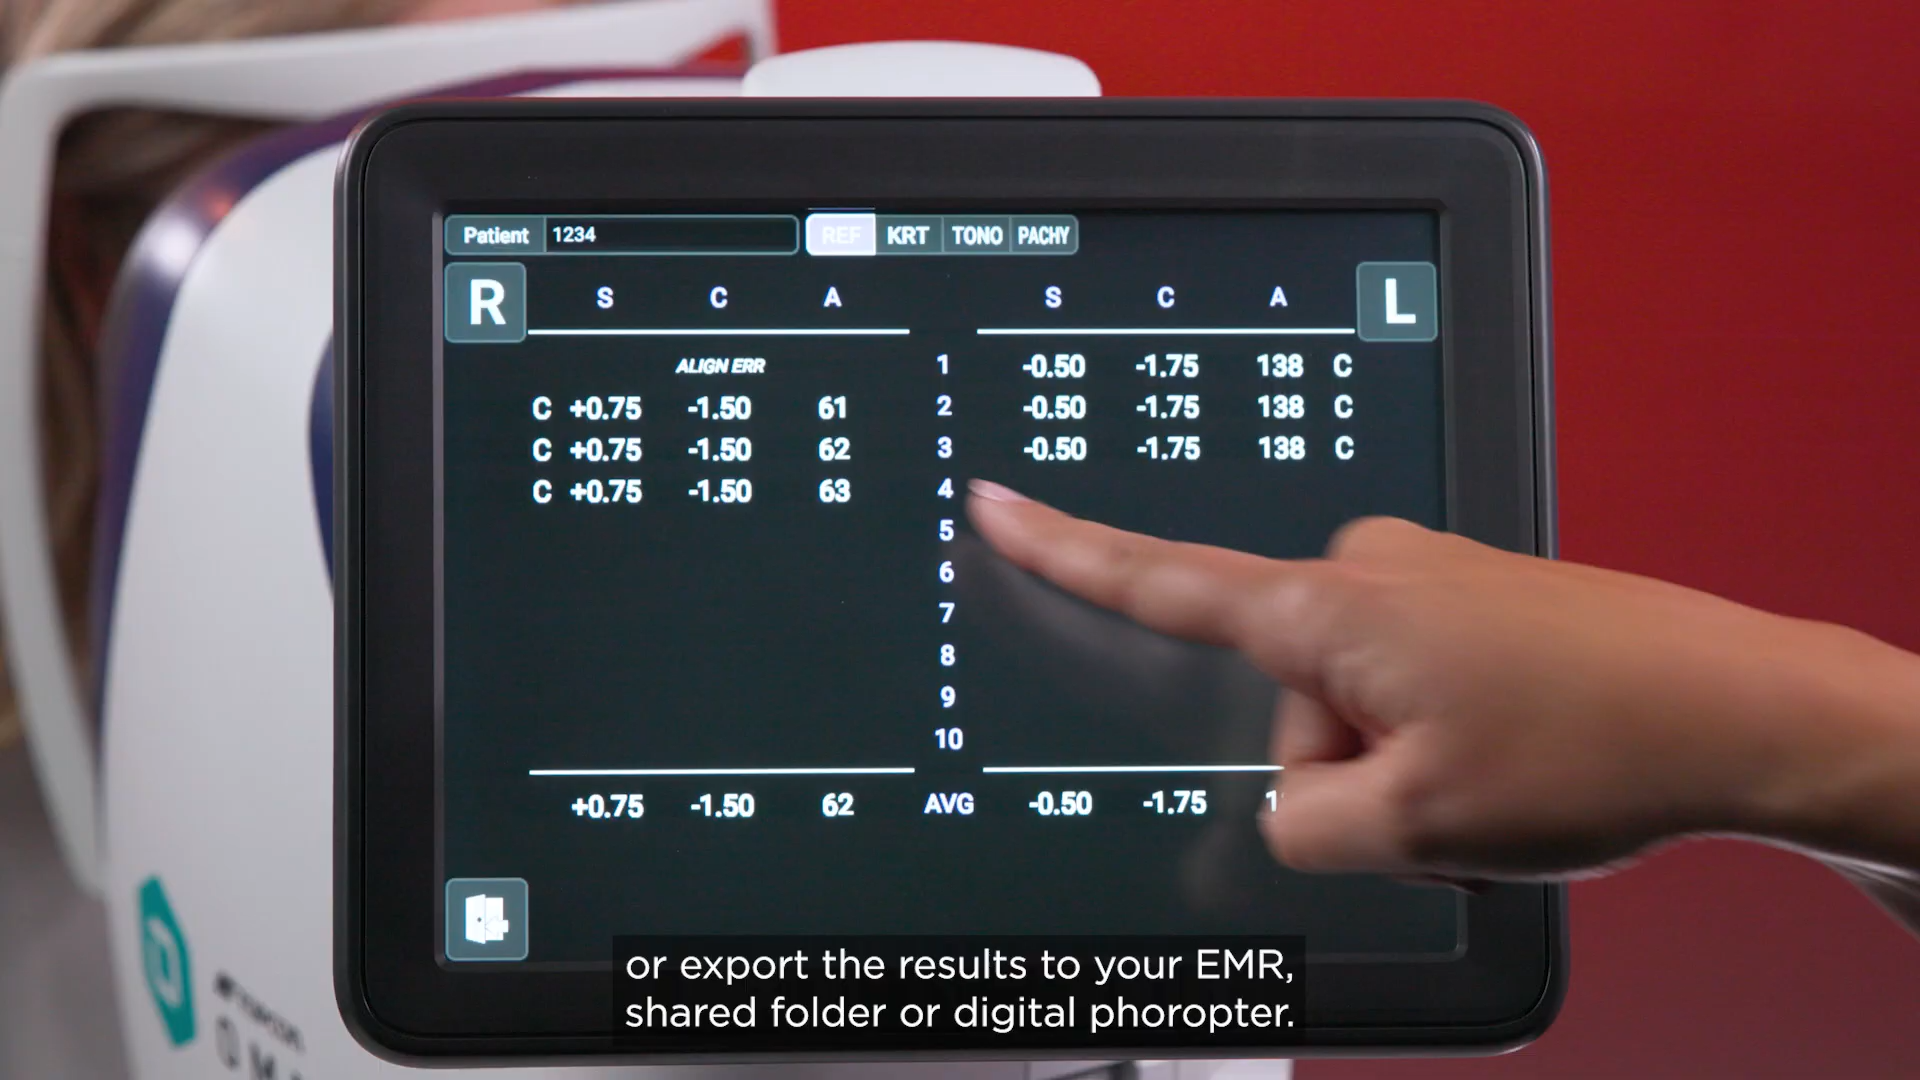 Patient 1234 REF KRT TONO PACHY
R S C A S C A L
ALIGN ERR 1 -0.50 -1.75 138 C
C +0.75 -1.50 61 2 -0.50 -1.75 138 C
C +0.75 -1.50 62 3 -0.50 -1.75 138 C
C +0.75 -1.50 63 4
5
6
7
8
9
10
+0.75 -1.50 62 AVG -0.50 -1.75
or export the results to your EMR,
shared folder or digital phoropter.